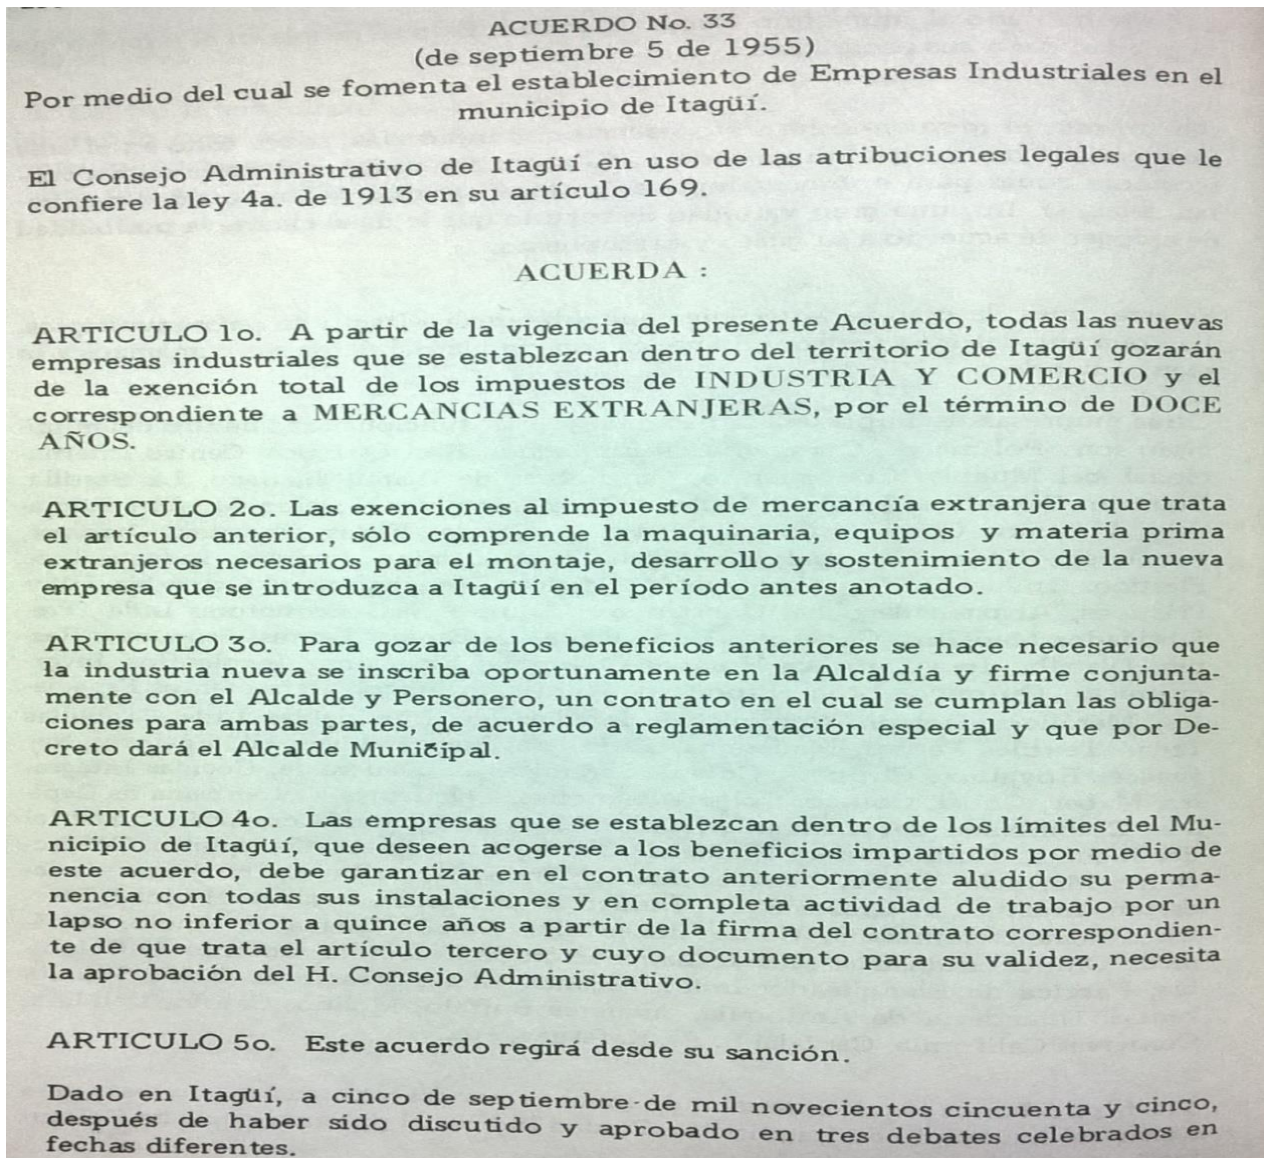 ACUERDO No. 33
(de septiembre 5 de 1955)
Por medio del cual se fomenta el establecimiento de Empresas Industriales en el
municipio de Itagüí.
El Consejo Administrativo de Itagüí en uso de las atribuciones legales que le
confiere la ley 4a. de 1913 en su artículo 169.
ACUERDA :
ARTICULO 1o. A partir de la vigencia del presente Acuerdo, todas las nuevas
empresas industriales que se establezcan dentro del territorio de Itagüí gozarán
de la exención total de los impuestos de INDUSTRIA Y COMERCIO y el
correspondiente a MERCANCIAS EXTRANJERAS, por el término de DOCE
AÑOS.
ARTICULO 2o. Las exenciones al impuesto de mercancía extranjera que trata
el artículo anterior, sólo comprende la maquinaria, equipos y materia prima
extranjeros necesarios para el montaje, desarrollo y sostenimiento de la nueva
empresa que se introduzca a Itagüí en el período antes anotado.
ARTICULO 3o. Para gozar de los beneficios anteriores se hace necesario que
la industria nueva se inscriba oportunamente en la Alcaldía y firme conjunta-
mente con el Alcalde y Personero, un contrato en el cual se cumplan las obliga-
ciones para ambas partes, de acuerdo a reglamentación especial y que por De-
creto dará el Alcalde Municipal.
ARTICULO 4o. Las empresas que se establezcan dentro de los límites del Mu-
nicipio de Itagüí, que deseen acogerse a los beneficios impartidos por medio de
este acuerdo, debe garantizar en el contrato anteriormente aludido su perma-
nencia con todas sus instalaciones y en completa actividad de trabajo por un
lapso no inferior a quince años a partir de la firma del contrato correspondien-
te de que trata el artículo tercero y cuyo documento para su validez, necesita
la aprobación del H. Consejo Administrativo.
ARTICULO 5o. Este acuerdo regirá desde su sanción.
Dado en Itagüí, a cinco de septiembre de mil novecientos cincuenta y cinco,
después de haber sido discutido y aprobado en tres debates celebrados en
fechas diferentes.